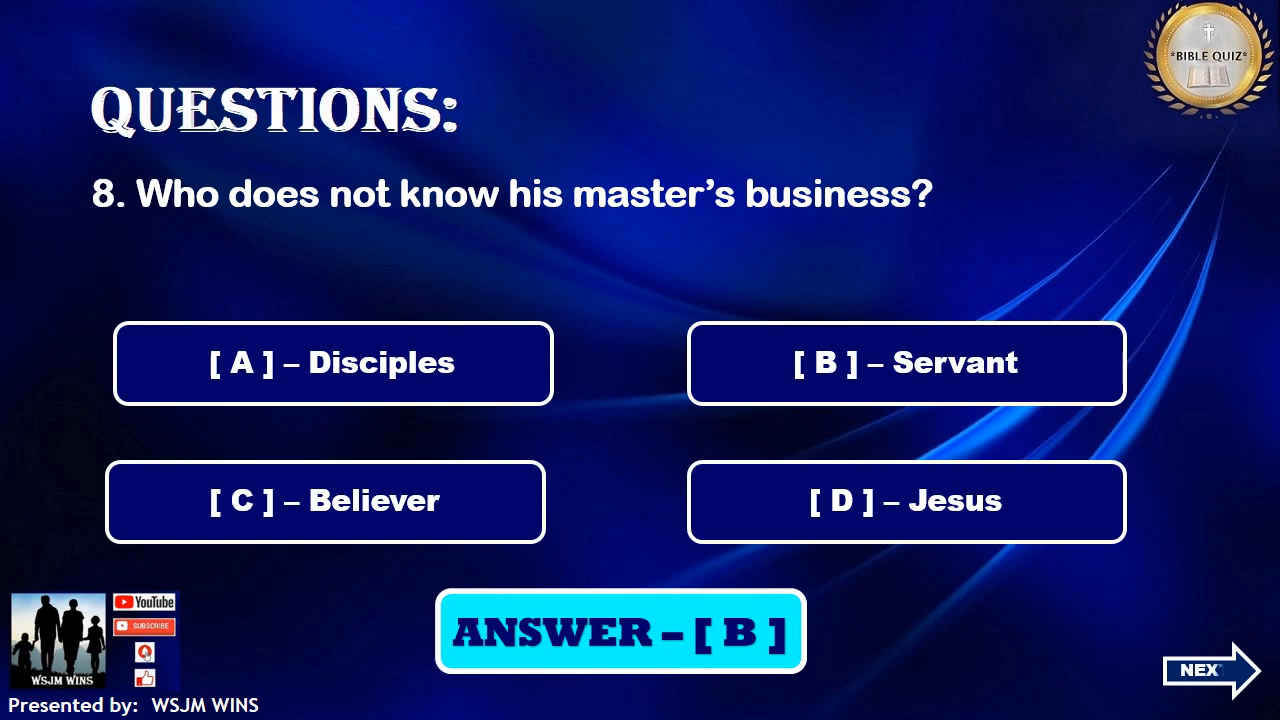 *BIBLE QUIZ*
QUESTIONS:
8. Who does not know his master’s business?
[ A ] – Disciples
[ B ] – Servant
[ C ] – Believer
[ D ] – Jesus
ANSWER – [ B ]
YouTube
SUBSCRIBE
WSJM WINS
NEX
Presented by: WSJM WINS